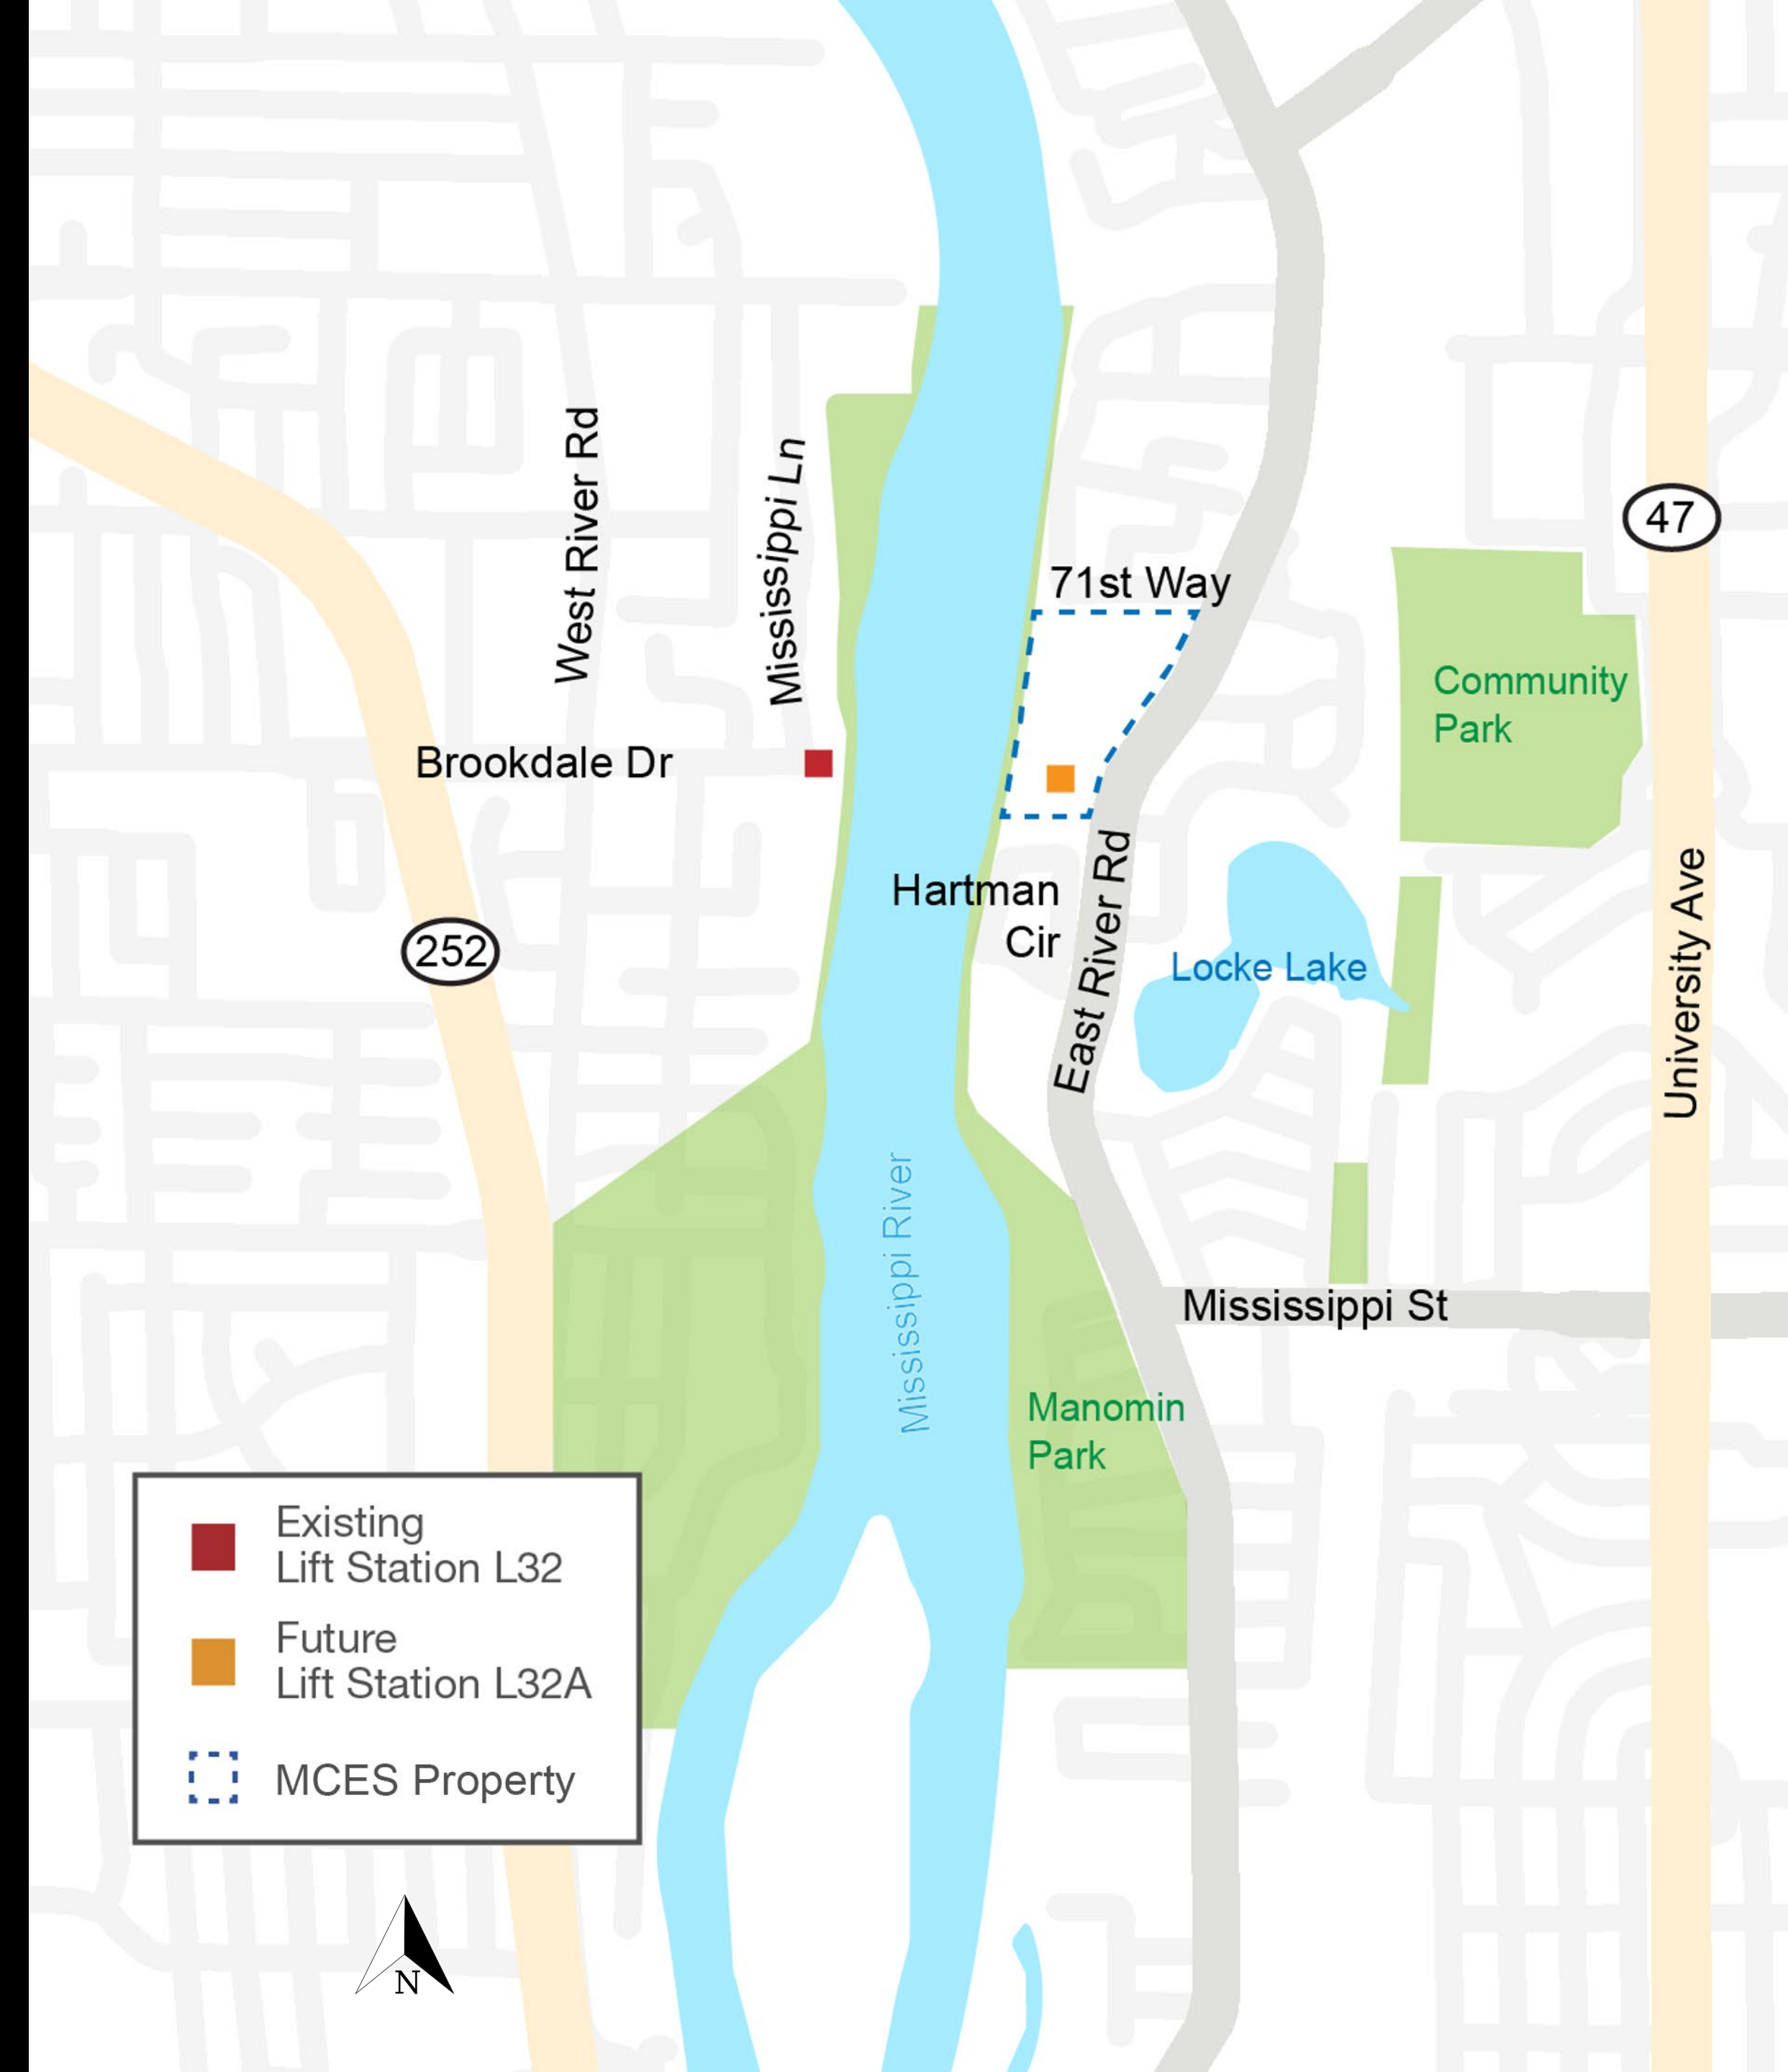 West River Rd
Mississippi Ln
47
71st Way
Community
Park
Brookdale Dr
Hartman
Cir
East River Rd
University Ave
252
Locke Lake
Mississippi River
Mississippi St
Manomin
Park
Existing
Lift Station L32
Future
Lift Station L32A
MCES Property
N